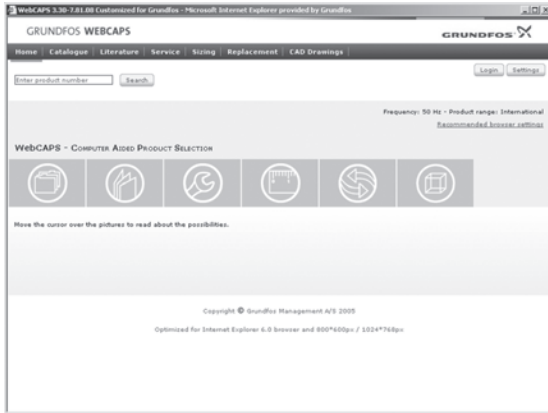 WebCAPS 3.30-7.01.00 Customized for Grundfos - Microsoft Internet Explorer provided by Grundfos
GRUNDFOS WEBCAPS
GRUNDFOS
Home | Catalogue | Literature | Service | Sizing | Replacement | CAD Drawings
Login Settings
Enter product number Search
Frequency: 50 Hz - Product range: International
Recommended browser settings
WebCAPS - Computer Aided Product Selection
Move the cursor over the pictures to read about the possibilities.
Copyright © Grundfos Management A/S 2005
Optimized for Internet Explorer 6.0 browser and 800*600px / 1024*768px